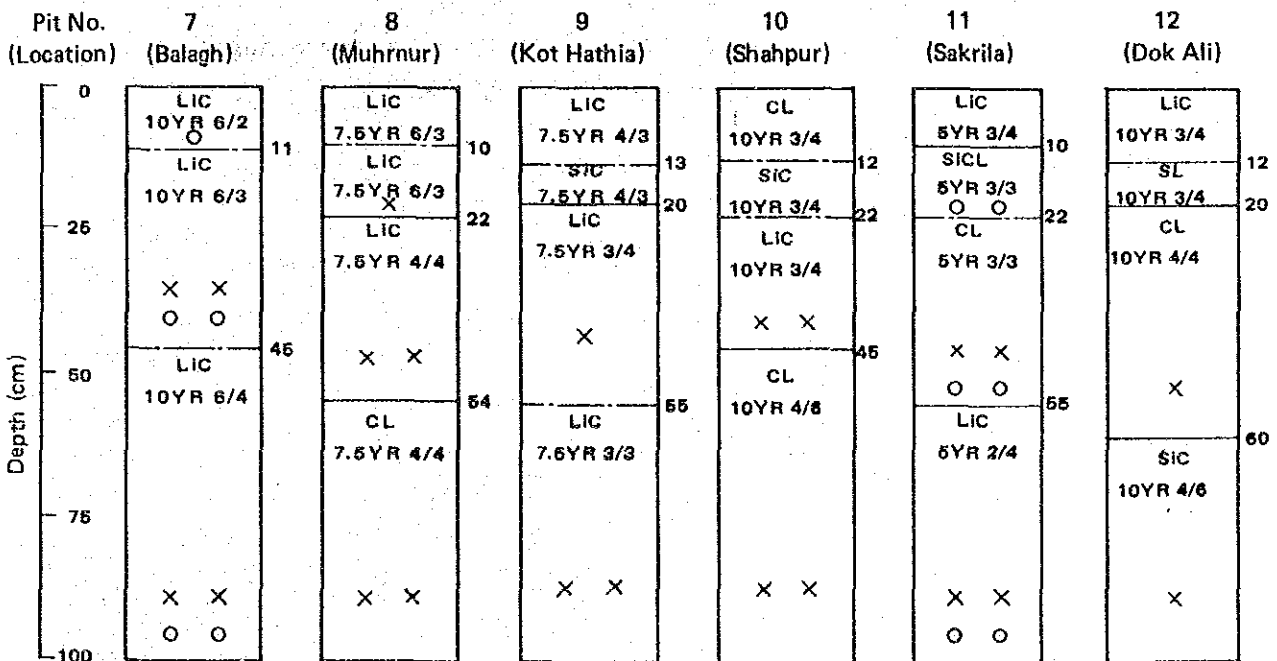 Pit No. 7 8 9 10 11 12
(Location) (Balagh) (Muhrnur) (Kot Hathia) (Shahpur) (Sakrila) (Dok Ali)
Depth (cm)
0
25
50
75
100
LiC
10YR 6/2
11
LiC
10YR 6/3
45
LiC
10YR 6/4
LiC
7.5YR 6/3
10
LiC
7.5YR 6/3
22
LiC
7.5YR 4/4
54
CL
7.5YR 4/4
LiC
7.5YR 4/3
13
SiC
7.5YR 4/3
20
LiC
7.5YR 3/4
55
LiC
7.5YR 3/3
CL
10YR 3/4
12
SiC
10YR 3/4
22
LiC
10YR 3/4
45
CL
10YR 4/6
LiC
5YR 3/4
10
SiCL
5YR 3/3
22
CL
5YR 3/3
55
LiC
5YR 2/4
LiC
10YR 3/4
12
SL
10YR 3/4
20
CL
10YR 4/4
60
SiC
10YR 4/6